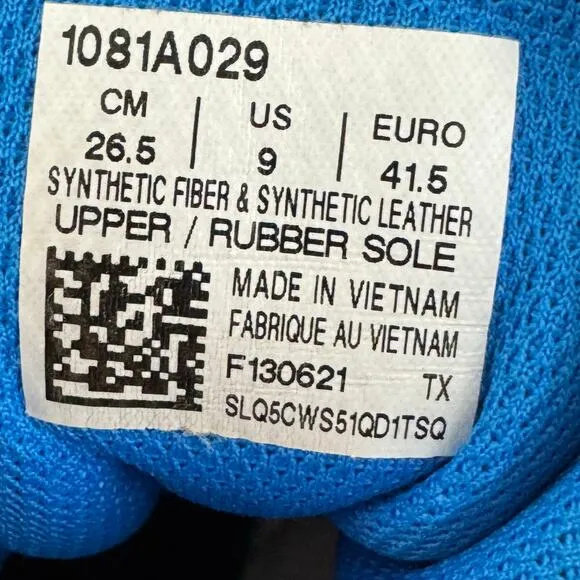 1081A029
CM | US | EURO
26.5 | 9 | 41.5
SYNTHETIC FIBER & SYNTHETIC LEATHER
UPPER / RUBBER SOLE
MADE IN VIETNAM
FABRIQUE AU VIETNAM
F130621 TX
SLQ5CWS51QD1TSQ